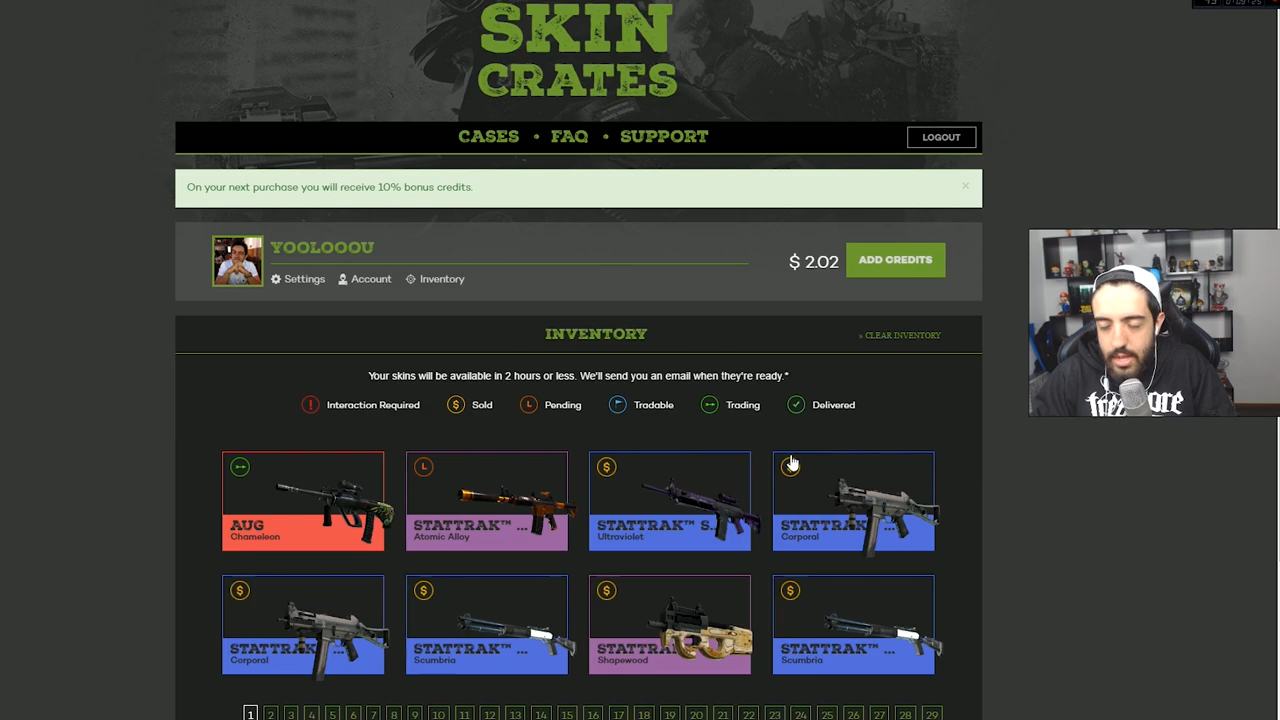 SKIN
CRATES
CASES • FAQ • SUPPORT
LOGOUT
On your next purchase you will receive 10% bonus credits.
×
YOOLOOOU
$ 2.02
ADD CREDITS
Settings
Account
Inventory
INVENTORY
» CLEAR INVENTORY
Your skins will be available in 2 hours or less. We'll send you an email when they're ready.*
Interaction Required
Sold
Pending
Tradable
Trading
Delivered
AUG
Chameleon
STATTRAK™ ...
Atomic Alloy
STATTRAK™ S...
Ultraviolet
STATTRAK ...
Corporal
STATTRAK ...
Corporal
STATTRAK™ ...
Scumbria
STATTRA ...
Shapewood
STATTRAK™ ...
Scumbria
1 2 3 4 5 6 7 8 9 10 11 12 13 14 15 16 17 18 19 20 21 22 23 24 25 26 27 28 29